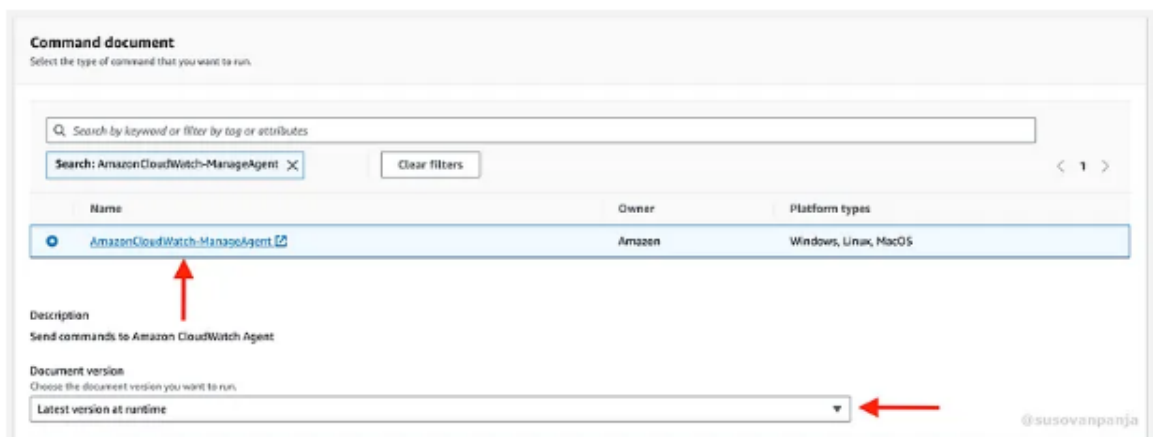 Command document
Select the type of command that you want to run.
Search by keyword or filter by tag or attributes
Search: AmazonCloudWatch-ManageAgent
Clear filters
1
Name Owner Platform types
AmazonCloudWatch-ManageAgent Amazon Windows, Linux, MacOS
Description
Send commands to Amazon CloudWatch Agent
Document version
Choose the document version you want to run.
Latest version at runtime
@susovanpanja